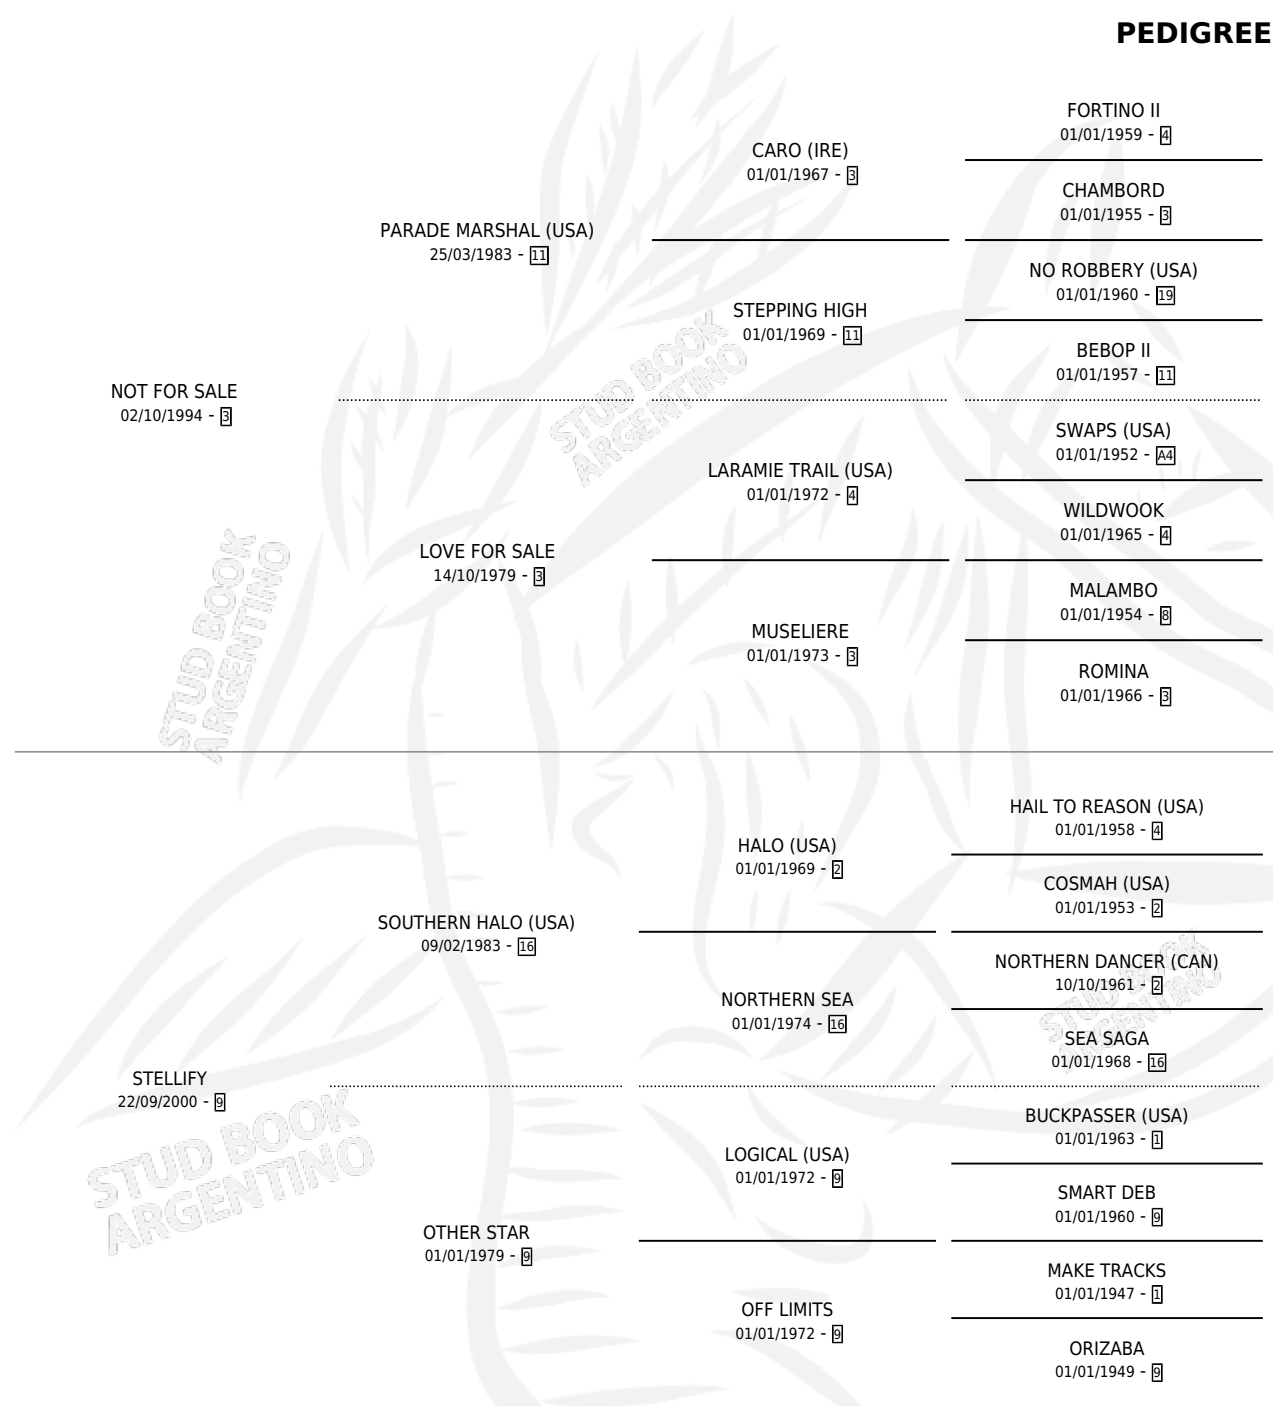 PEDIGREE
FORTINO II
01/01/1959 - 4
CARO (IRE)
01/01/1967 - 3
CHAMBORD
01/01/1955 - 3
PARADE MARSHAL (USA)
25/03/1983 - 11
NO ROBBERY (USA)
01/01/1960 - 19
STEPPING HIGH
01/01/1969 - 11
BEBOP II
01/01/1957 - 11
NOT FOR SALE
02/10/1994 - 3
STUD BOOK
ARGENTINO
SWAPS (USA)
01/01/1952 - A4
LARAMIE TRAIL (USA)
01/01/1972 - 4
WILDWOOK
01/01/1965 - 4
LOVE FOR SALE
14/10/1979 - 3
MALAMBO
01/01/1954 - 8
MUSELIERE
01/01/1973 - 3
ROMINA
01/01/1966 - 3
STUD BOOK
ARGENTINO
HAIL TO REASON (USA)
01/01/1958 - 4
HALO (USA)
01/01/1969 - 2
COSMAH (USA)
01/01/1953 - 2
SOUTHERN HALO (USA)
09/02/1983 - 16
NORTHERN DANCER (CAN)
10/10/1961 - 2
NORTHERN SEA
01/01/1974 - 16
STUD BOOK
ARGENTINO
SEA SAGA
01/01/1968 - 16
STELLIFY
22/09/2000 - 9
BUCKPASSER (USA)
01/01/1963 - 1
LOGICAL (USA)
01/01/1972 - 9
STUD BOOK
ARGENTINO
SMART DEB
01/01/1960 - 9
OTHER STAR
01/01/1979 - 9
MAKE TRACKS
01/01/1947 - 1
OFF LIMITS
01/01/1972 - 9
ORIZABA
01/01/1949 - 9